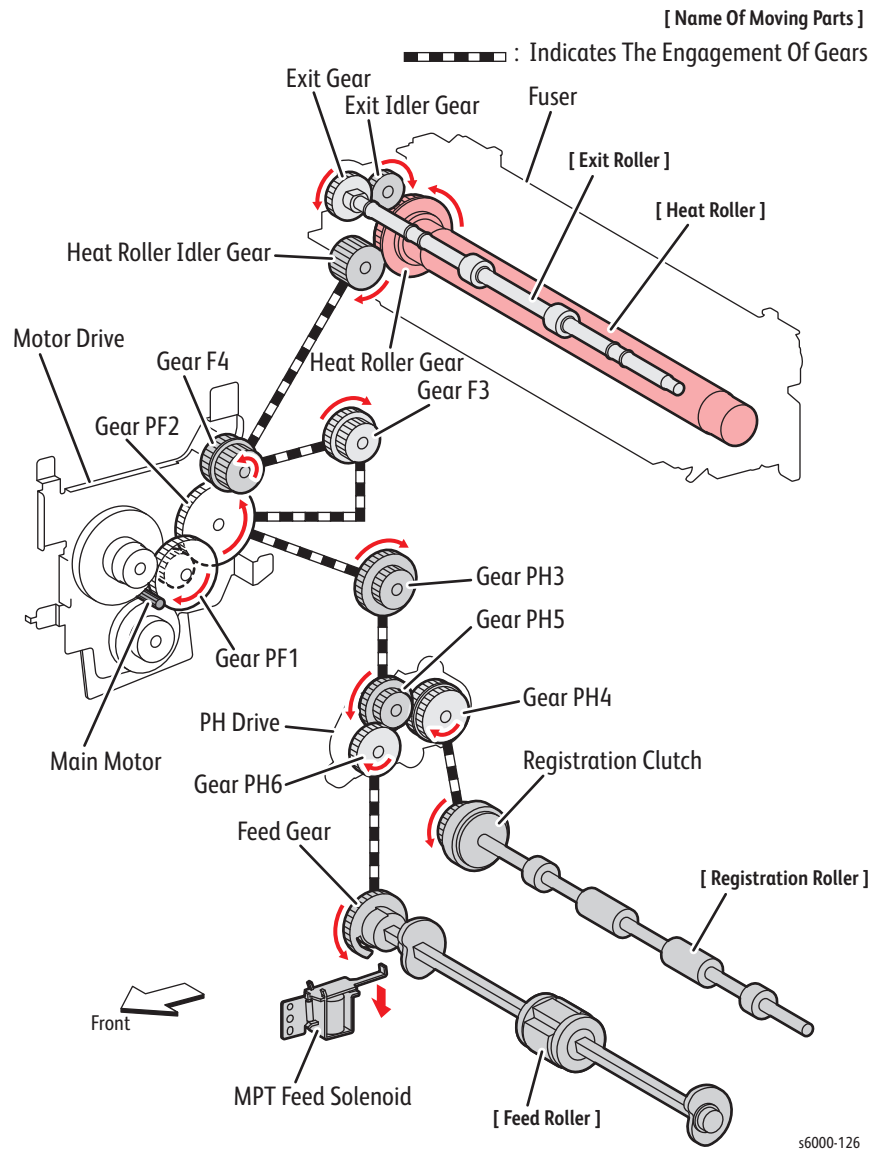 [ Name Of Moving Parts ]
: Indicates The Engagement Of Gears
Exit Gear
Exit Idler Gear
Fuser
[ Exit Roller ]
[ Heat Roller ]
Heat Roller Idler Gear
Motor Drive
Gear F4
Heat Roller Gear
Gear F3
Gear PF2
Gear PH3
Gear PH5
Gear PF1
Gear PH4
PH Drive
Main Motor
Registration Clutch
Gear PH6
Feed Gear
[ Registration Roller ]
Front
MPT Feed Solenoid
[ Feed Roller ]
s6000-126